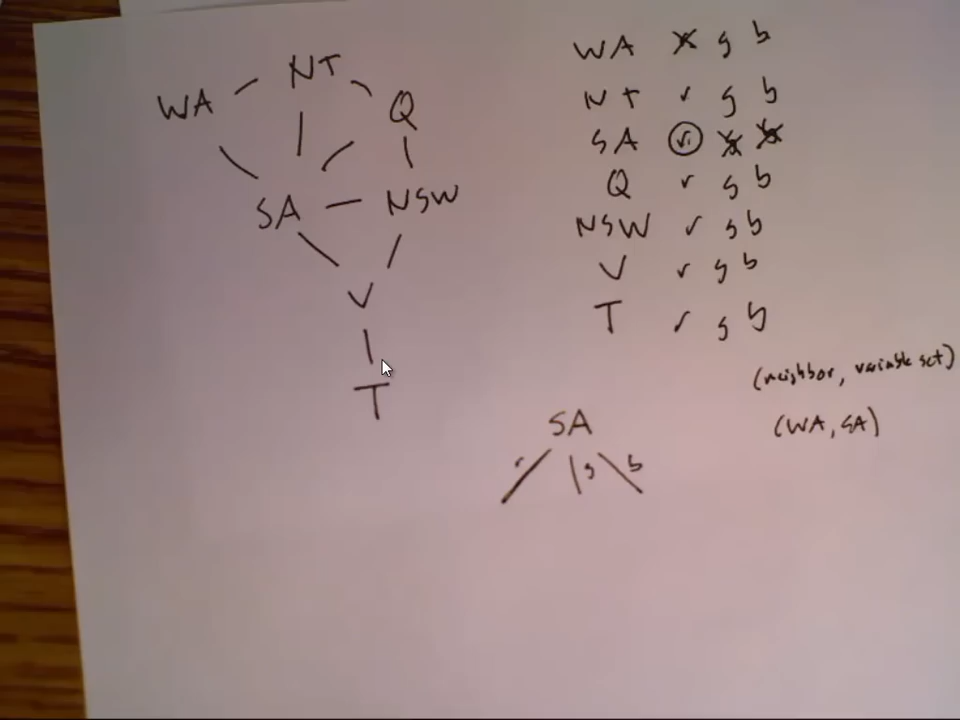 NT
WA
Q
SA
NSW
V
T
WA r g b
NT r g b
SA r g b
Q r g b
NSW r g b
V r g b
T r g b
(neighbor, variable set)
(WA, SA)
SA
r g b